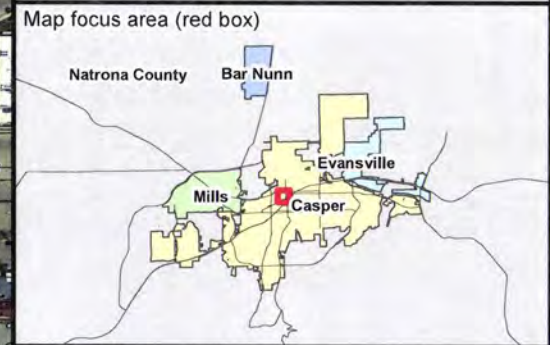 Map focus area (red box)
Natrona County
Bar Nunn
Evansville
Mills
Casper